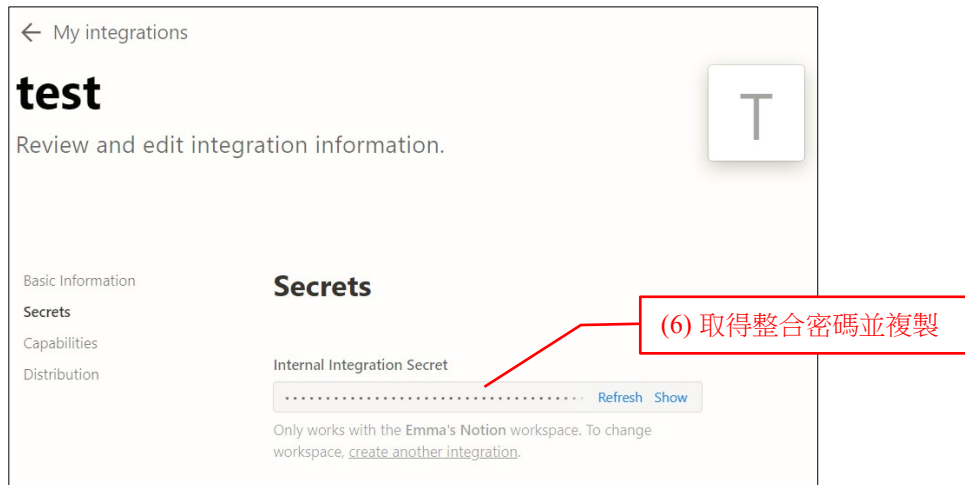 ← My integrations
test
T
Review and edit integration information.
Basic Information
Secrets
Capabilities
Distribution
Secrets
(6) 取得整合密碼並複製
Internal Integration Secret
Refresh Show
Only works with the Emma's Notion workspace. To change
workspace, create another integration.